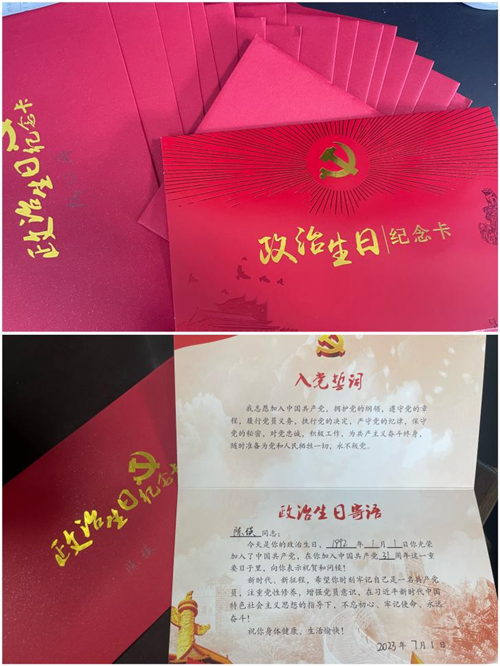 政治生日纪念卡
政治生日|纪念卡
政治生日纪念卡
入党誓词
我志愿加入中国共产党，拥护党的纲领，遵守党的章
程，履行党员义务，执行党的决定，严守党的纪律，保守
党的秘密，对党忠诚，积极工作，为共产主义奋斗终身，
随时准备为党和人民牺牲一切，永不叛党。
政治生日寄语
陈瑛同志：
今天是你的政治生日，1992年1月1日你光荣
加入了中国共产党，在你加入中国共产党31周年这一重
要日子里，向你表示祝贺和问候！
新时代、新征程，希望你时刻牢记自己是一名共产党
员，注重党性修养，增强党员意识，在习近平新时代中国
特色社会主义思想的指导下，不忘初心、牢记使命、永远
奋斗！
祝你身体健康、生活愉快！
2023年7月1日